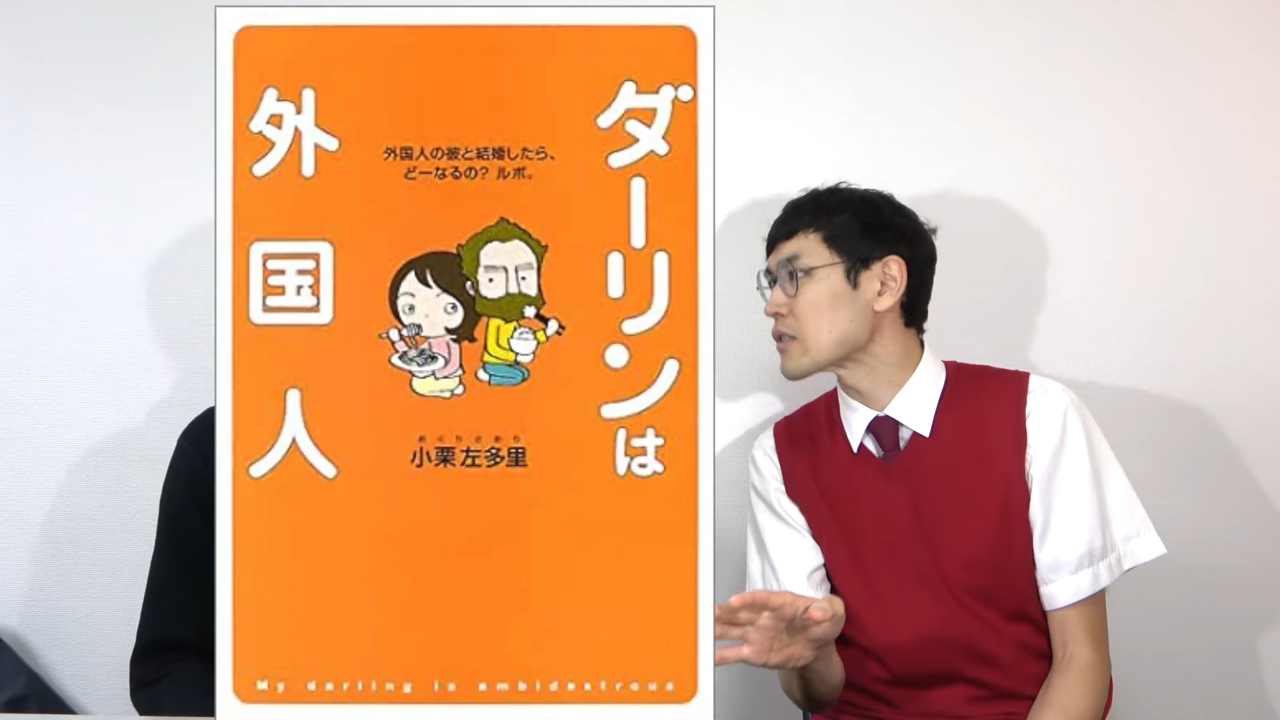 ダーリンは
外国人
外国人の彼と結婚したら、
どーなるの? ルポ。
おぐりさおり
小栗左多里
My darling is ambidextrous